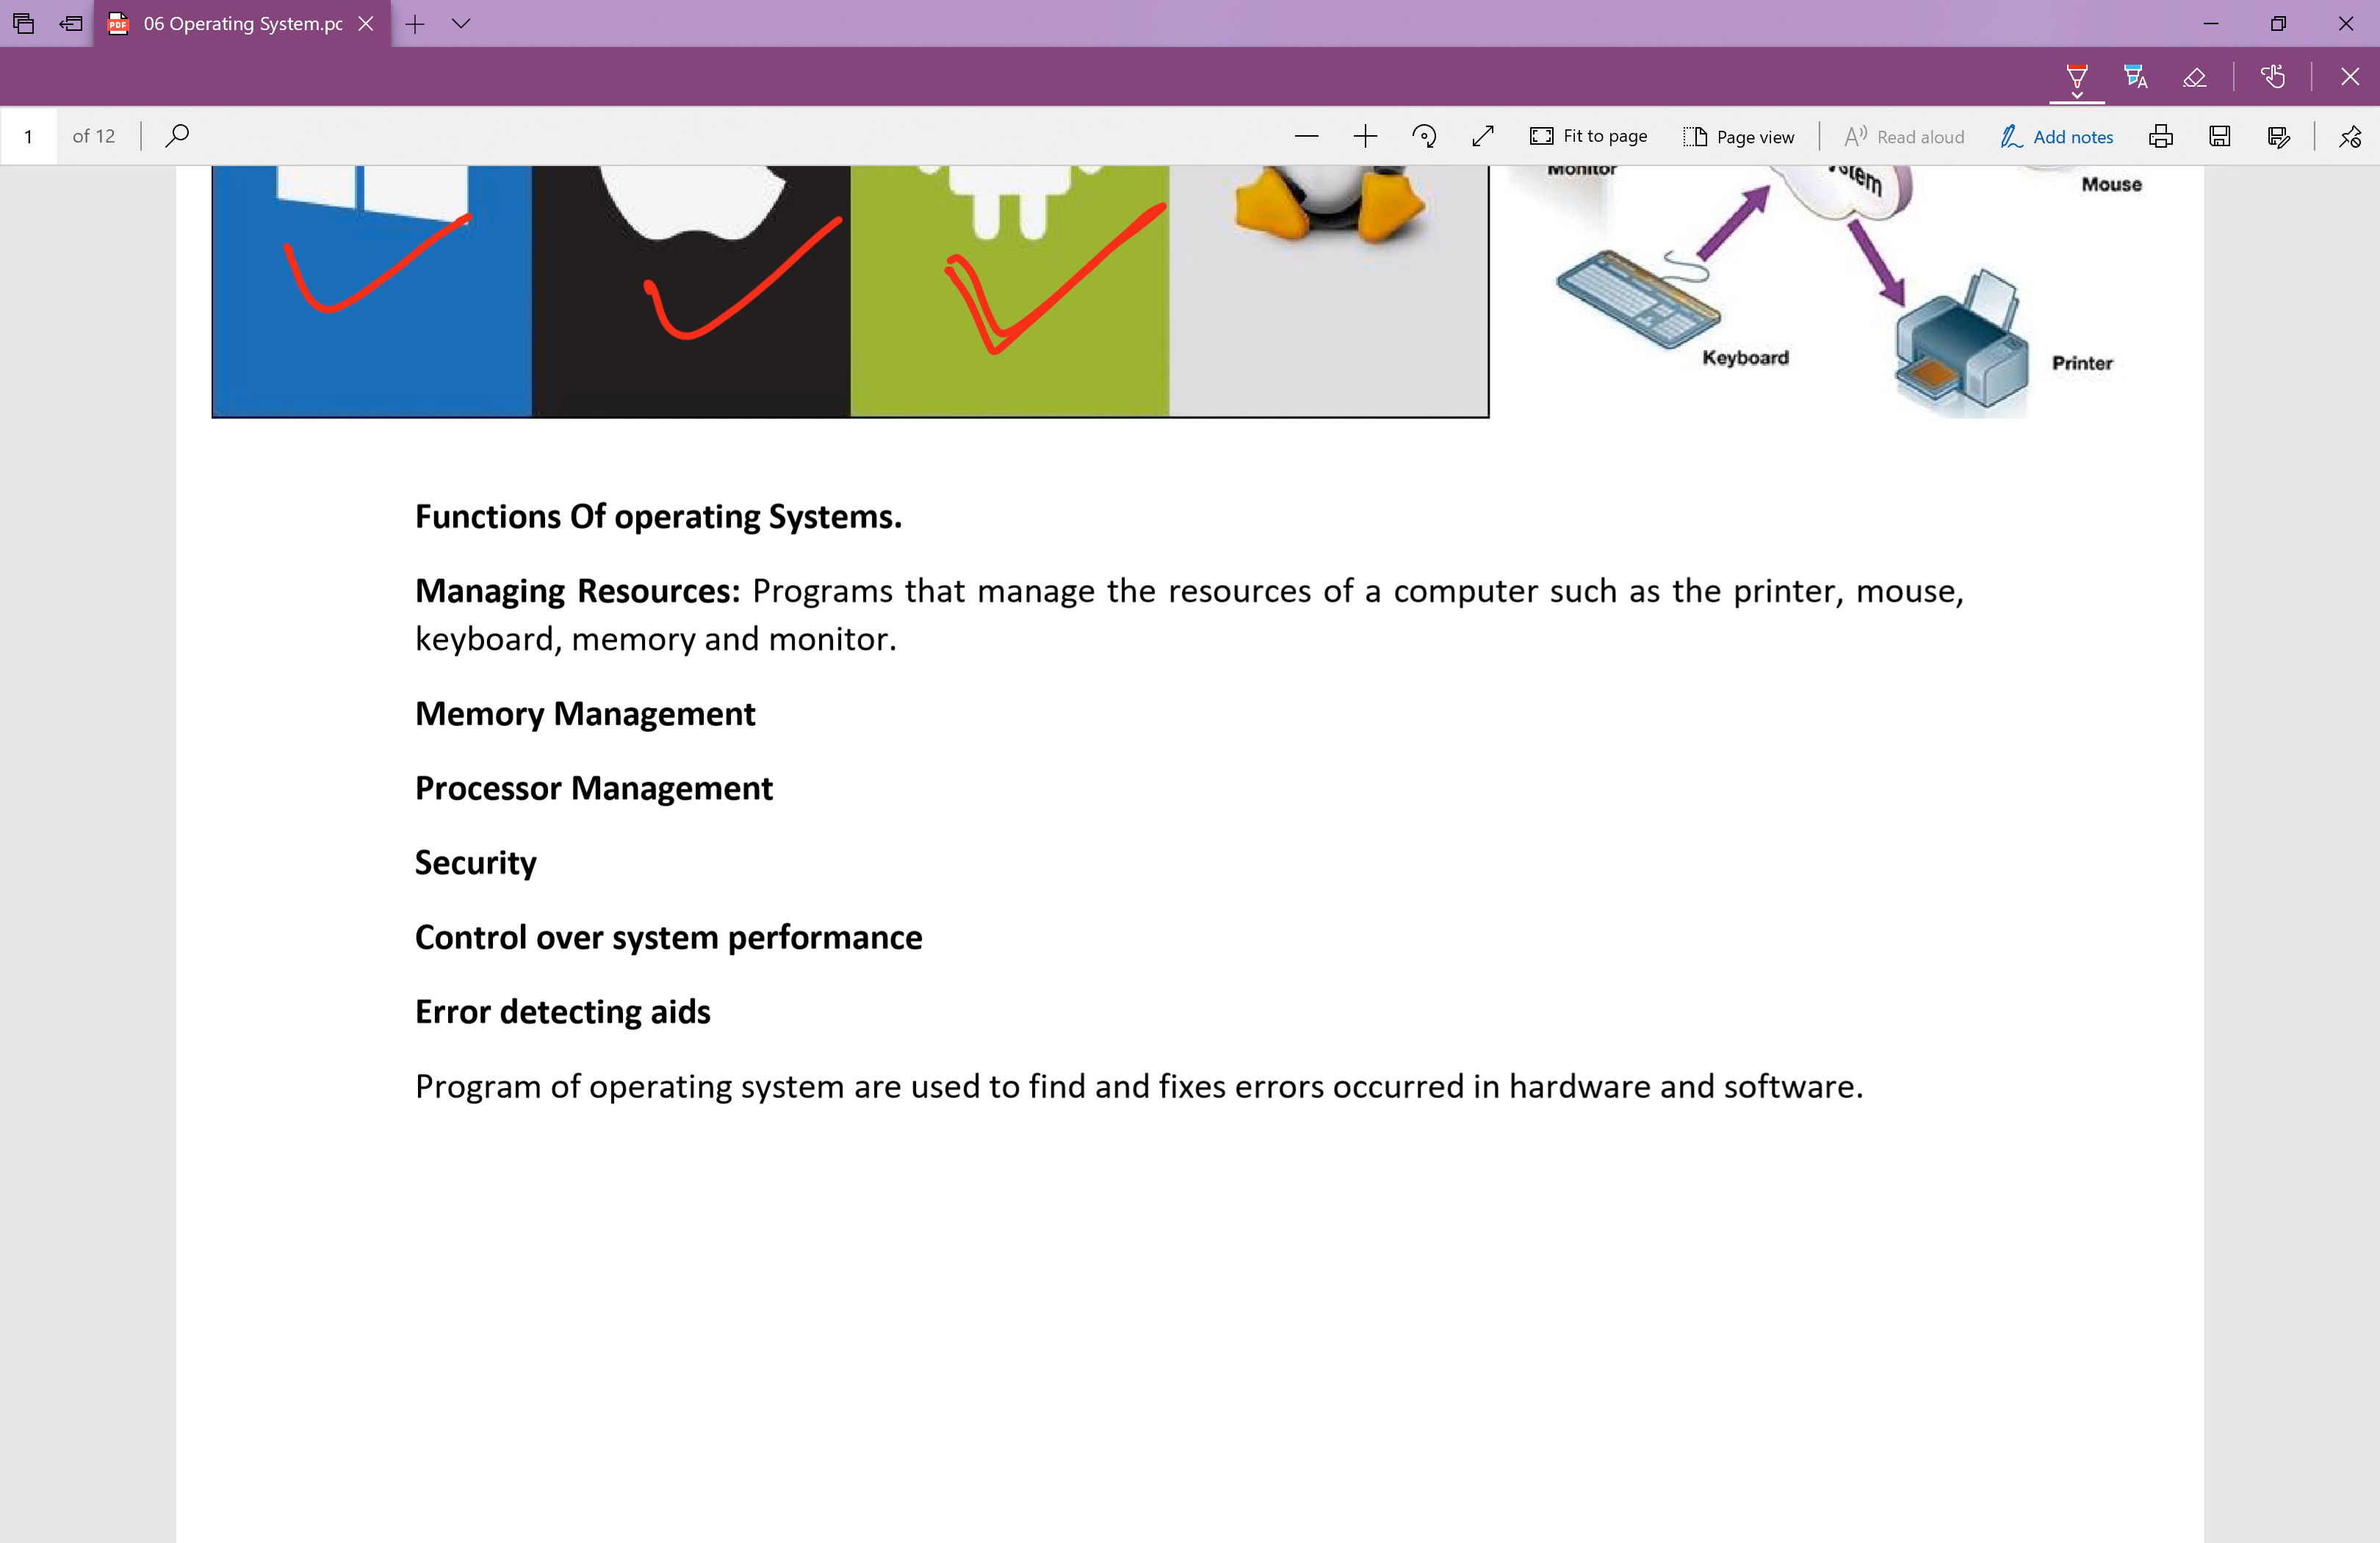 06 Operating System.pc
1 of 12
Fit to page
Page view
Read aloud
Add notes
Monitor
Mouse
Keyboard
Printer
Functions Of operating Systems.
Managing Resources: Programs that manage the resources of a computer such as the printer, mouse,
keyboard, memory and monitor.
Memory Management
Processor Management
Security
Control over system performance
Error detecting aids
Program of operating system are used to find and fixes errors occurred in hardware and software.